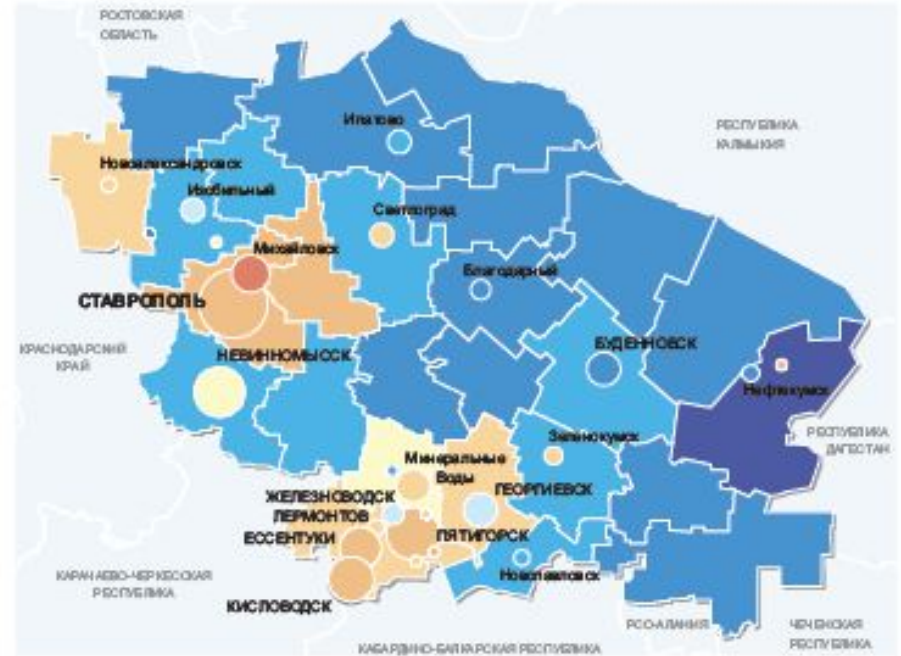 РОСТОВСКАЯ
ОБЛАСТЬ
Ипатово
РЕСПУБЛИКА
КАЛМЫКИЯ
Новоалександровск
Изобильный
Светлоград
Михайловск
Благодарный
СТАВРОПОЛЬ
КРАСНОДАРСКИЙ
КРАЙ
НЕВИННОМЫССК
БУДЕННОВСК
Нефтекумск
РЕСПУБЛИКА
ДАГЕСТАН
Зеленокумск
Минеральные
Воды
ЖЕЛЕЗНОВОДСК
ГЕОРГИЕВСК
ЛЕРМОНТОВ
ЕССЕНТУКИ
ПЯТИГОРСК
Новопавловск
КАРАЧАЕВО-ЧЕРКЕССКАЯ
РЕСПУБЛИКА
КИСЛОВОДСК
РСО-АЛАНИЯ
ЧЕЧЕНСКАЯ
РЕСПУБЛИКА
КАБАРДИНО-БАЛКАРСКАЯ РЕСПУБЛИКА